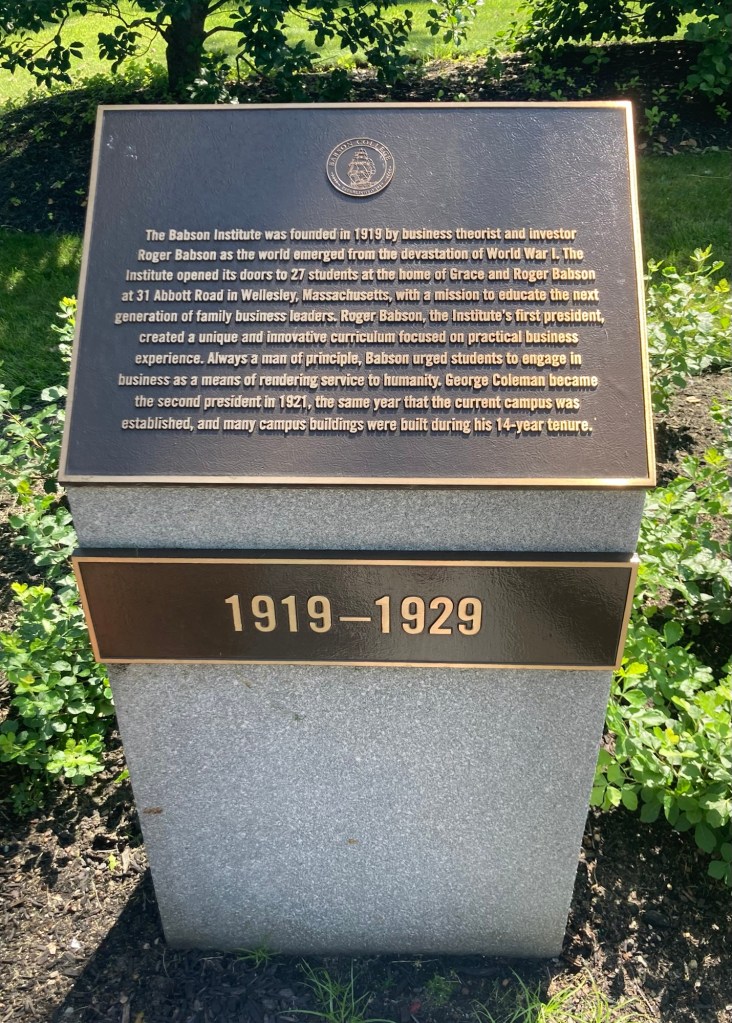 BABSON COLLEGE
The Babson Institute was founded in 1919 by business theorist and investor
Roger Babson as the world emerged from the devastation of World War I. The
Institute opened its doors to 27 students at the home of Grace and Roger Babson
at 31 Abbott Road in Wellesley, Massachusetts, with a mission to educate the next
generation of family business leaders. Roger Babson, the Institute's first president,
created a unique and innovative curriculum focused on practical business
experience. Always a man of principle, Babson urged students to engage in
business as a means of rendering service to humanity. George Coleman became
the second president in 1921, the same year that the current campus was
established, and many campus buildings were built during his 14-year tenure.
1919–1929